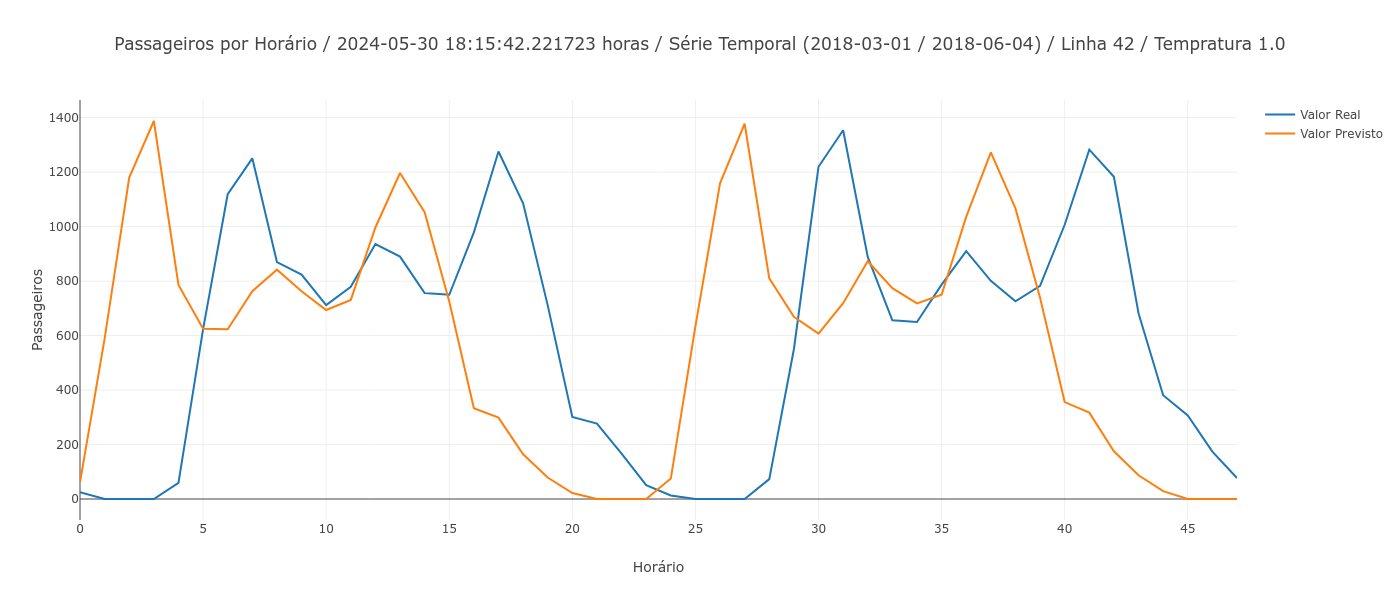 Passageiros por Horário / 2024-05-30 18:15:42.221723 horas / Série Temporal (2018-03-01 / 2018-06-04) / Linha 42 / Tempratura 1.0
Valor Real
Valor Previsto
Passageiros
1400
1200
1000
800
600
400
200
0
0 5 10 15 20 25 30 35 40 45
Horário